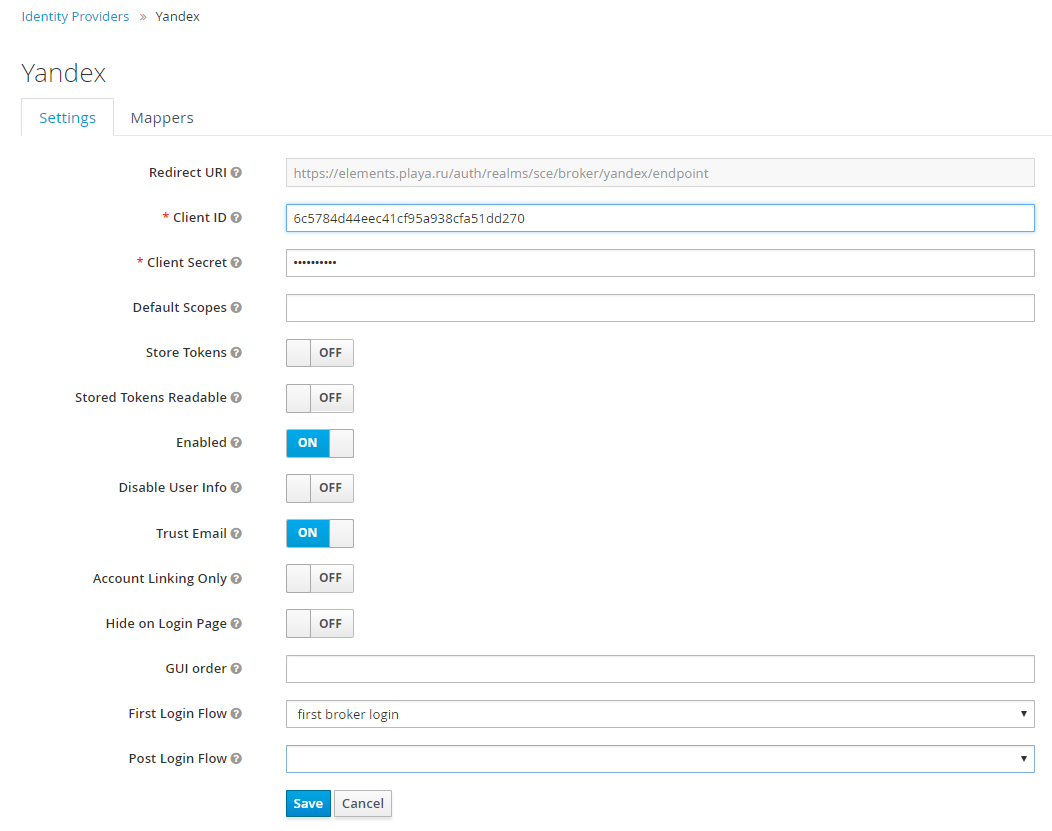 Identity Providers » Yandex
Yandex
Settings Mappers
Redirect URI https://elements.playa.ru/auth/realms/sce/broker/yandex/endpoint
* Client ID 6c5784d44eec41cf95a938cfa51dd270
* Client Secret ••••••••••
Default Scopes
Store Tokens OFF
Stored Tokens Readable OFF
Enabled ON
Disable User Info OFF
Trust Email ON
Account Linking Only OFF
Hide on Login Page OFF
GUI order
First Login Flow first broker login
Post Login Flow
Save Cancel